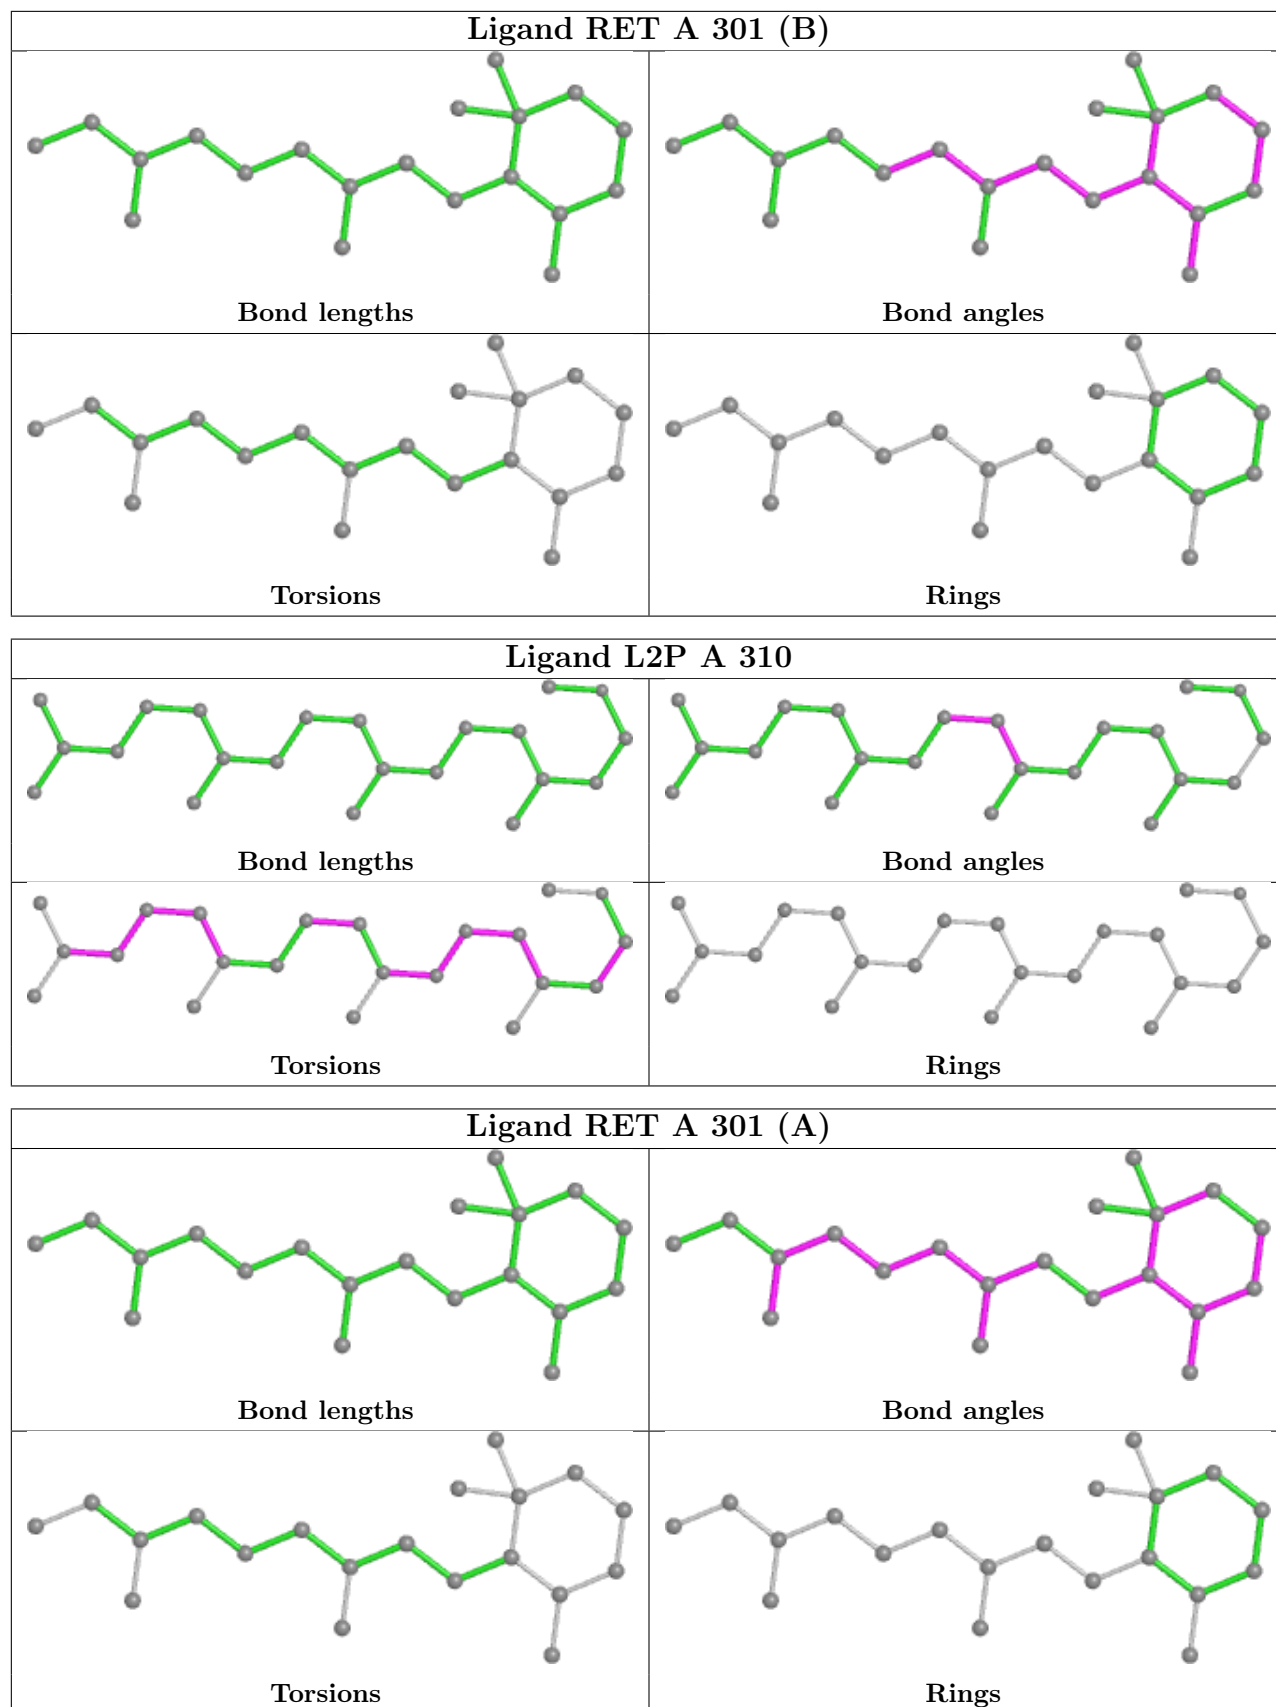 Ligand RET A 301 (B)
Bond lengths
Bond angles
Torsions
Rings
Ligand L2P A 310
Bond lengths
Bond angles
Torsions
Rings
Ligand RET A 301 (A)
Bond lengths
Bond angles
Torsions
Rings